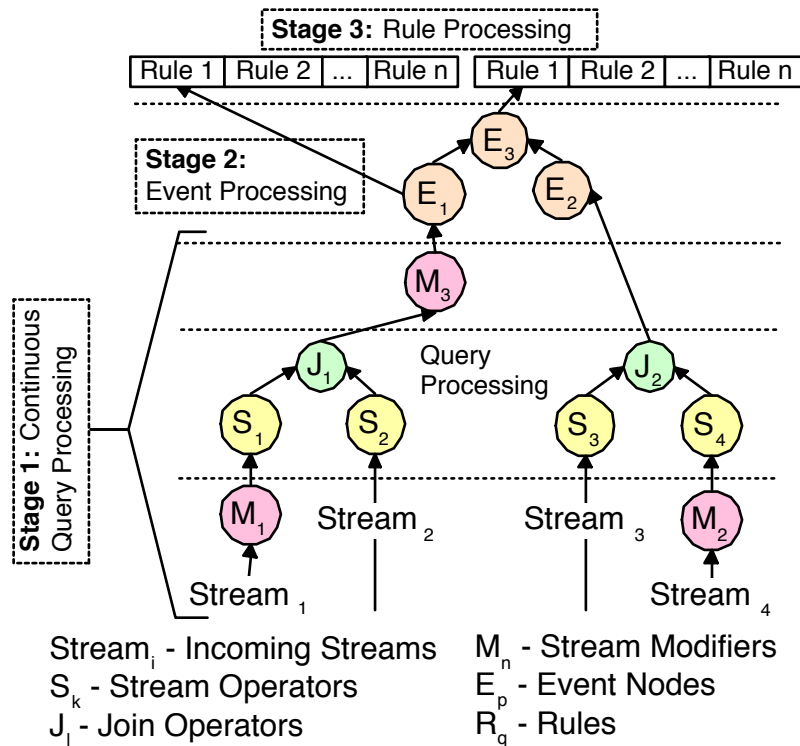 Stage 3: Rule Processing
Rule 1 Rule 2 ... Rule n Rule 1 Rule 2 ... Rule n
E3
Stage 2:
Event Processing
E1 E2
M3
Stage 1: Continuous
Query Processing
J1 Query
Processing J2
S1 S2 S3 S4
M1 Stream 2 Stream 3 M2
Stream 1 Stream 4
Streami - Incoming Streams Mn - Stream Modifiers
Sk - Stream Operators Ep - Event Nodes
Jl - Join Operators Rq - Rules